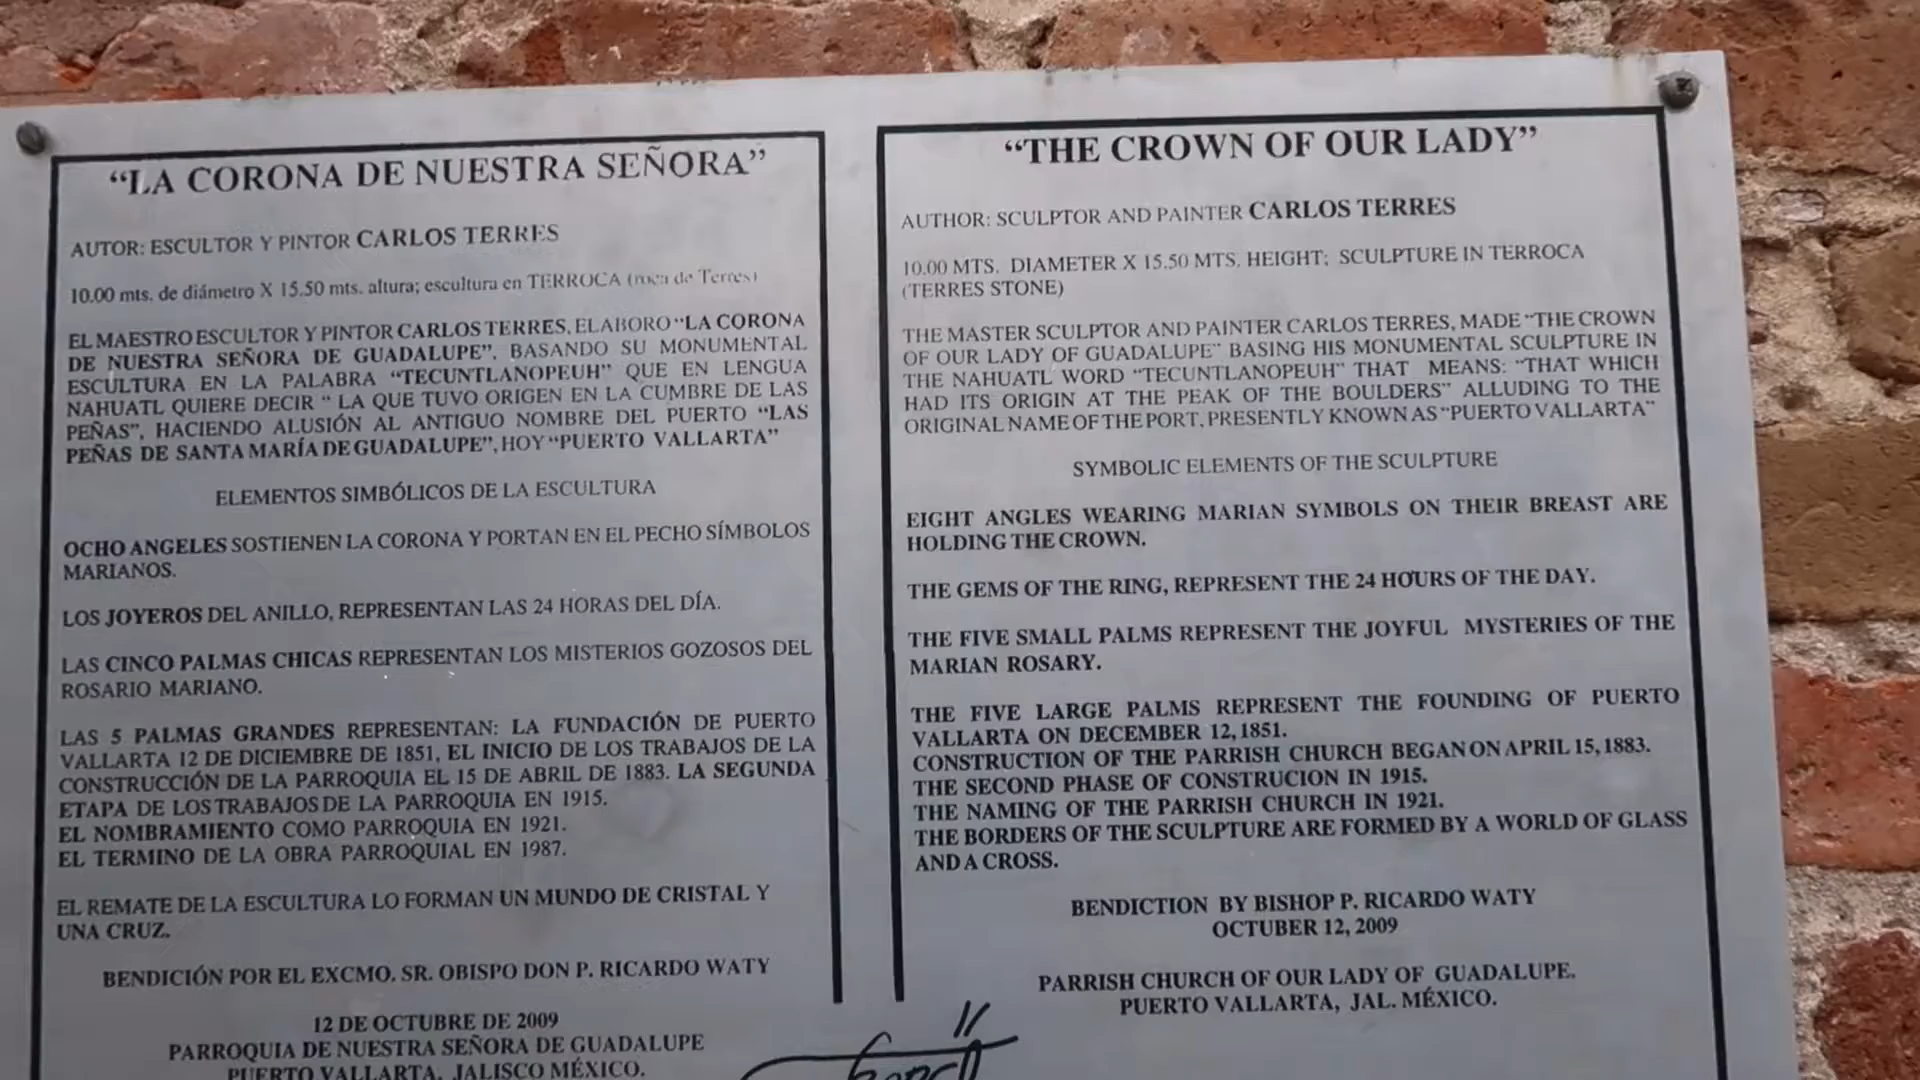 “LA CORONA DE NUESTRA SEÑORA”
AUTOR: ESCULTOR Y PINTOR CARLOS TERRES
10.00 mts. de diámetro X 15.50 mts. altura; escultura en TERROCA (roca de Terres)
EL MAESTRO ESCULTOR Y PINTOR CARLOS TERRES, ELABORO “LA CORONA
DE NUESTRA SEÑORA DE GUADALUPE”, BASANDO SU MONUMENTAL
ESCULTURA EN LA PALABRA “TECUNTLANOPEUH” QUE EN LENGUA
NAHUATL QUIERE DECIR “ LA QUE TUVO ORIGEN EN LA CUMBRE DE LAS
PEÑAS”, HACIENDO ALUSIÓN AL ANTIGUO NOMBRE DEL PUERTO “LAS
PEÑAS DE SANTA MARÍA DE GUADALUPE”, HOY “PUERTO VALLARTA”
ELEMENTOS SIMBÓLICOS DE LA ESCULTURA
OCHO ANGELES SOSTIENEN LA CORONA Y PORTAN EN EL PECHO SÍMBOLOS
MARIANOS.
LOS JOYEROS DEL ANILLO, REPRESENTAN LAS 24 HORAS DEL DÍA.
LAS CINCO PALMAS CHICAS REPRESENTAN LOS MISTERIOS GOZOSOS DEL
ROSARIO MARIANO.
LAS 5 PALMAS GRANDES REPRESENTAN: LA FUNDACIÓN DE PUERTO
VALLARTA 12 DE DICIEMBRE DE 1851, EL INICIO DE LOS TRABAJOS DE LA
CONSTRUCCIÓN DE LA PARROQUIA EL 15 DE ABRIL DE 1883. LA SEGUNDA
ETAPA DE LOS TRABAJOS DE LA PARROQUIA EN 1915.
EL NOMBRAMIENTO COMO PARROQUIA EN 1921.
EL TERMINO DE LA OBRA PARROQUIAL EN 1987.
EL REMATE DE LA ESCULTURA LO FORMAN UN MUNDO DE CRISTAL Y
UNA CRUZ.
BENDICIÓN POR EL EXCMO. SR. OBISPO DON P. RICARDO WATY
12 DE OCTUBRE DE 2009
PARROQUIA DE NUESTRA SEÑORA DE GUADALUPE
PUERTO VALLARTA, JALISCO MÉXICO.
“THE CROWN OF OUR LADY”
AUTHOR: SCULPTOR AND PAINTER CARLOS TERRES
10.00 MTS. DIAMETER X 15.50 MTS. HEIGHT; SCULPTURE IN TERROCA
(TERRES STONE)
THE MASTER SCULPTOR AND PAINTER CARLOS TERRES, MADE “THE CROWN
OF OUR LADY OF GUADALUPE” BASING HIS MONUMENTAL SCULPTURE IN
THE NAHUATL WORD “TECUNTLANOPEUH” THAT MEANS: “THAT WHICH
HAD ITS ORIGIN AT THE PEAK OF THE BOULDERS” ALLUDING TO THE
ORIGINAL NAME OF THE PORT, PRESENTLY KNOWN AS “PUERTO VALLARTA”
SYMBOLIC ELEMENTS OF THE SCULPTURE
EIGHT ANGLES WEARING MARIAN SYMBOLS ON THEIR BREAST ARE
HOLDING THE CROWN.
THE GEMS OF THE RING, REPRESENT THE 24 HOURS OF THE DAY.
THE FIVE SMALL PALMS REPRESENT THE JOYFUL MYSTERIES OF THE
MARIAN ROSARY.
THE FIVE LARGE PALMS REPRESENT THE FOUNDING OF PUERTO
VALLARTA ON DECEMBER 12, 1851.
CONSTRUCTION OF THE PARRISH CHURCH BEGAN ON APRIL 15, 1883.
THE SECOND PHASE OF CONSTRUCION IN 1915.
THE NAMING OF THE PARRISH CHURCH IN 1921.
THE BORDERS OF THE SCULPTURE ARE FORMED BY A WORLD OF GLASS
AND A CROSS.
BENDICTION BY BISHOP P. RICARDO WATY
OCTUBER 12, 2009
PARRISH CHURCH OF OUR LADY OF GUADALUPE.
PUERTO VALLARTA, JAL. MÉXICO.